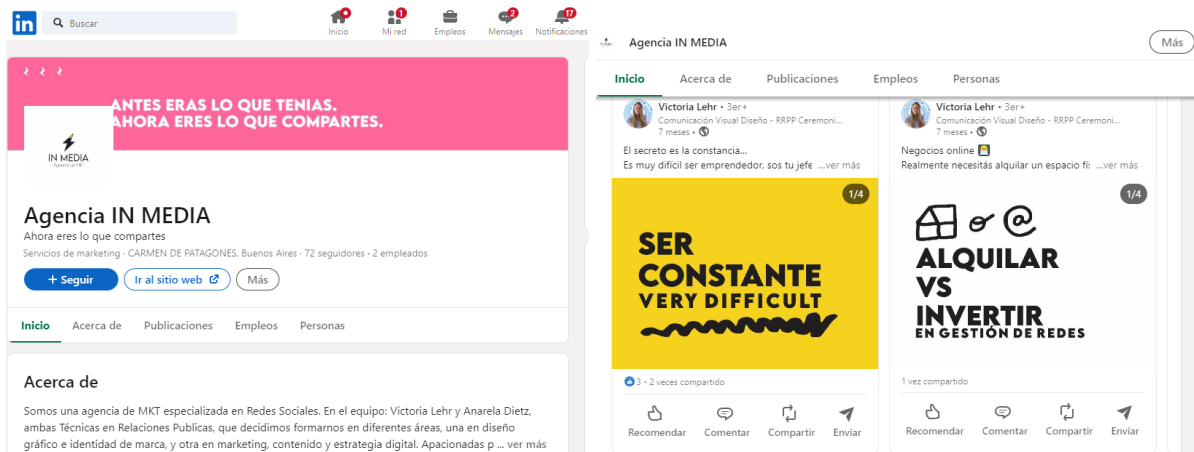 in
Buscar
Inicio
1
Mi red
Empleos
2
Mensajes
17
Notificaciones
ANTES ERAS LO QUE TENIAS.
AHORA ERES LO QUE COMPARTES.
IN MEDIA
Agencia de MKT
Agencia IN MEDIA
Ahora eres lo que compartes
Servicios de marketing · CARMEN DE PATAGONES. Buenos Aires · 72 seguidores · 2 empleados
+ Seguir
Ir al sitio web
Más
Inicio Acerca de Publicaciones Empleos Personas
Acerca de
Somos una agencia de MKT especializada en Redes Sociales. En el equipo: Victoria Lehr y Anarela Dietz,
ambas Técnicas en Relaciones Publicas, que decidimos formarnos en diferentes áreas, una en diseño
gráfico e identidad de marca, y otra en marketing, contenido y estrategia digital. Apacionadas p ... ver más
Agencia IN MEDIA
Más
Inicio Acerca de Publicaciones Empleos Personas
Victoria Lehr • 3er+
Comunicación Visual Diseño - RRPP Ceremoni...
7 meses •
El secreto es la constancia...
Es muy difícil ser emprendedor, sos tu jefe ...ver más
1/4
SER
CONSTANTE
VERY DIFFICULT
3 • 2 veces compartido
Recomendar Comentar Compartir Enviar
Victoria Lehr • 3er+
Comunicación Visual Diseño - RRPP Ceremoni...
7 meses •
Negocios online
Realmente necesitás alquilar un espacio fí: ...ver más
1/4
o @
ALQUILAR
VS
INVERTIR
EN GESTIÓN DE REDES
1 vez compartido
Recomendar Comentar Compartir Enviar